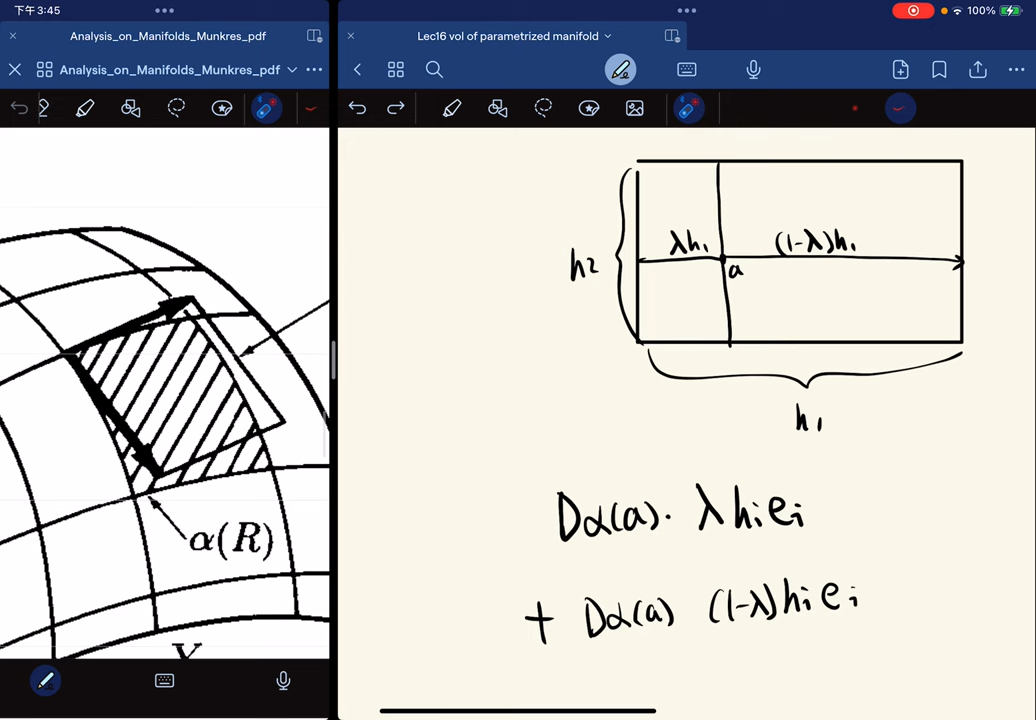 下午3:45
100%
Analysis_on_Manifolds_Munkres_pdf
Lec16 vol of parametrized manifold
Analysis_on_Manifolds_Munkres_pdf
α(R)
h2
λh₁
(1-λ)h₁
a
h₁
Dα(a). λhᵢeᵢ
+ Dα(a) (1-λ)hᵢeᵢ